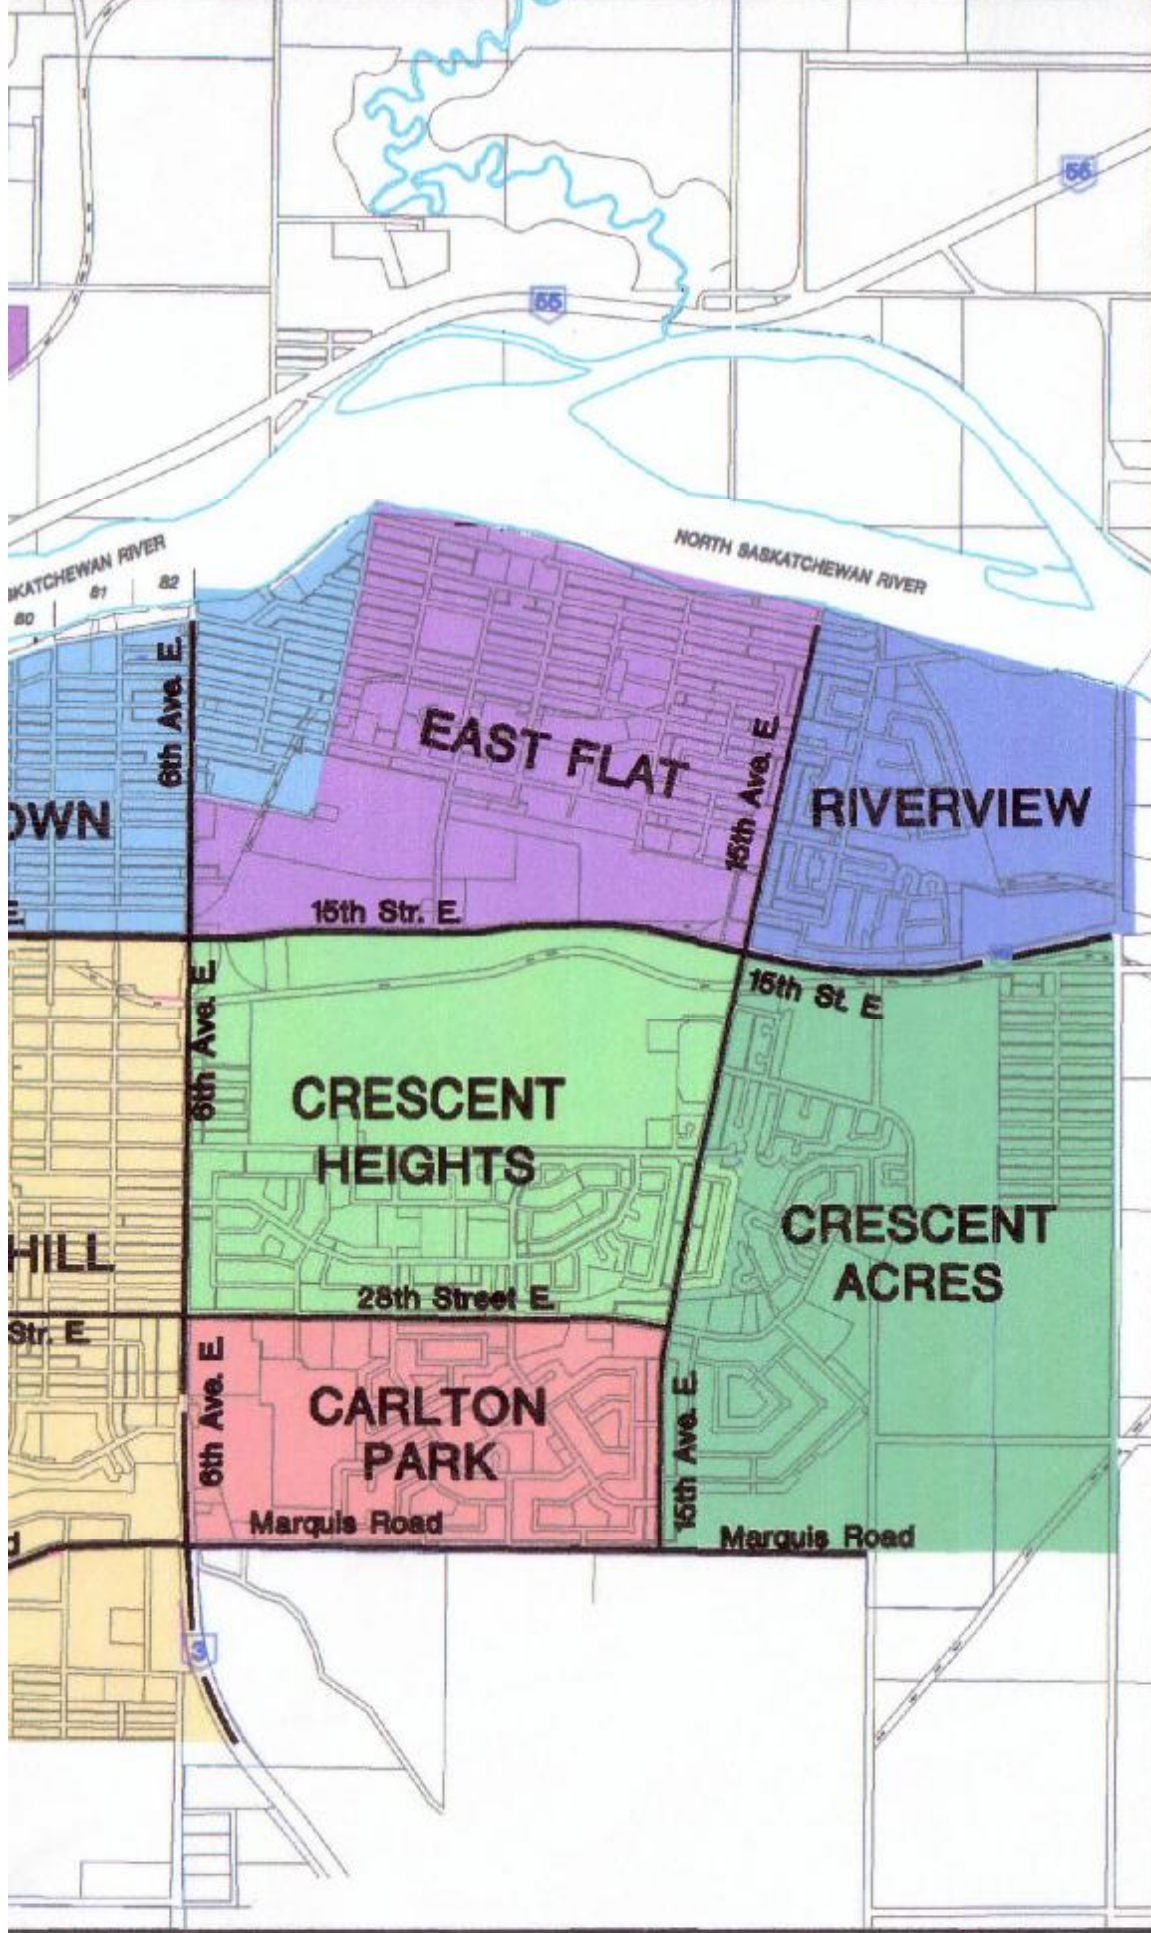 55
55
NORTH SASKATCHEWAN RIVER
SKATCHEWAN RIVER
80
81
82
6th Ave. E.
EAST FLAT
15th Ave. E.
RIVERVIEW
OWN
15th Str. E.
6th Ave. E.
15th St. E
CRESCENT
HEIGHTS
CRESCENT
ACRES
HILL
28th Street E.
Str. E.
6th Ave. E.
CARLTON
PARK
15th Ave. E.
Marquis Road
Marquis Road
d
3